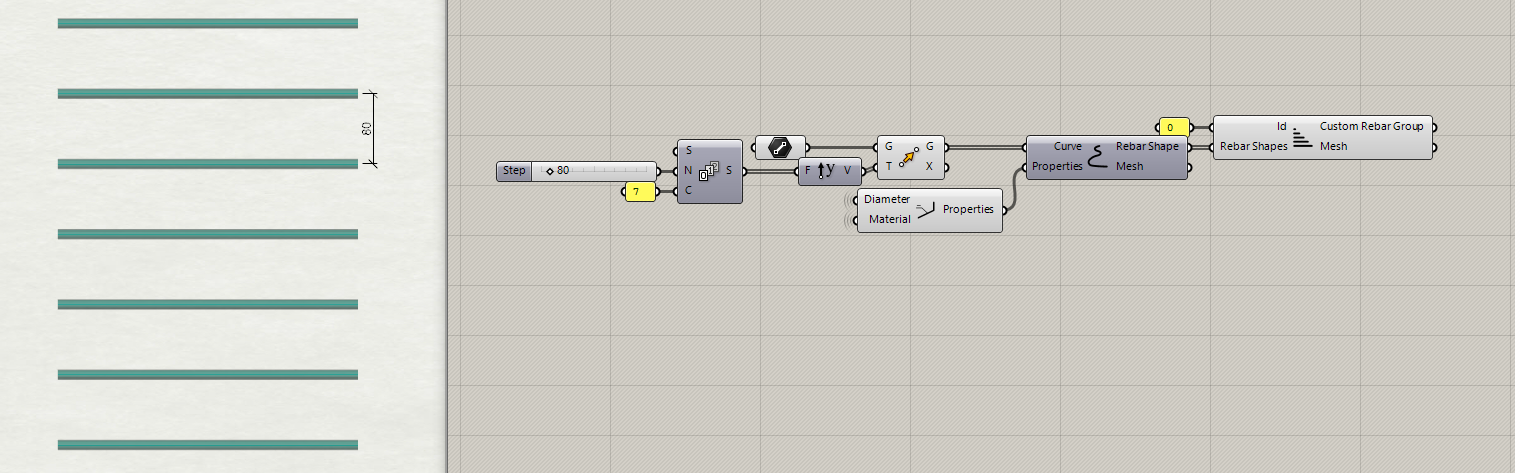 80
Step
80
7
S
N
C
S
F
y
V
G
T
G
X
Diameter
Material
Properties
Curve
Properties
Rebar Shape
Mesh
0
Id
Rebar Shapes
Custom Rebar Group
Mesh